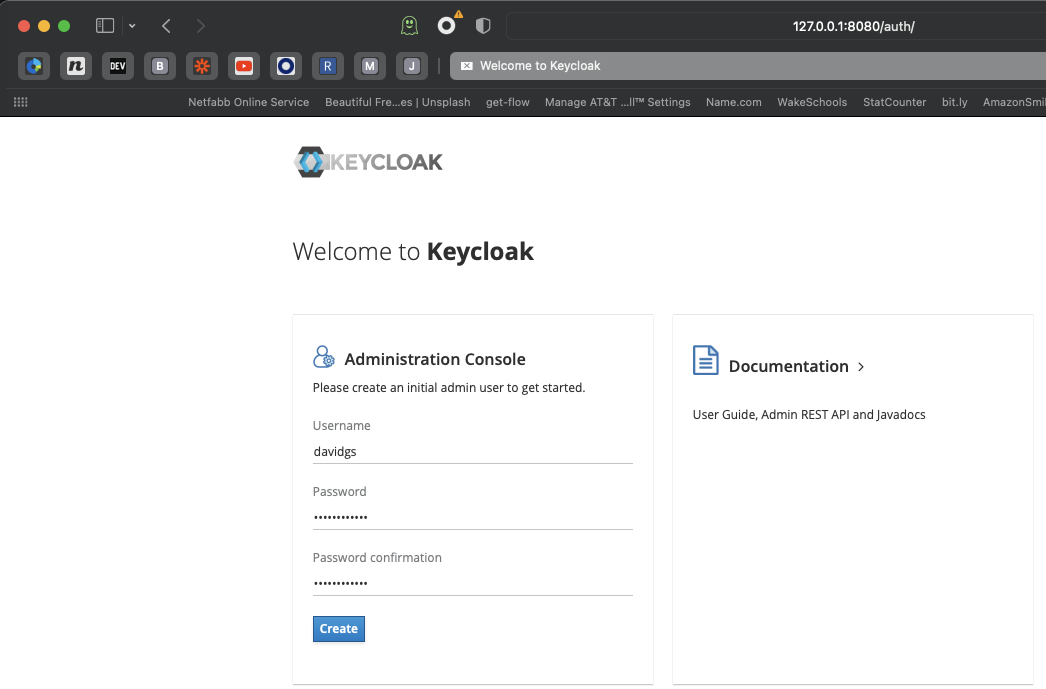 127.0.0.1:8080/auth/
n DEV B R M J Welcome to Keycloak
Netfabb Online Service Beautiful Fre...es | Unsplash get-flow Manage AT&T ...ll™ Settings Name.com WakeSchools StatCounter bit.ly AmazonSmil
KEYCLOAK
Welcome to Keycloak
Administration Console
Please create an initial admin user to get started.
Username
davidgs
Password
••••••••••••
Password confirmation
••••••••••••
Create
Documentation >
User Guide, Admin REST API and Javadocs